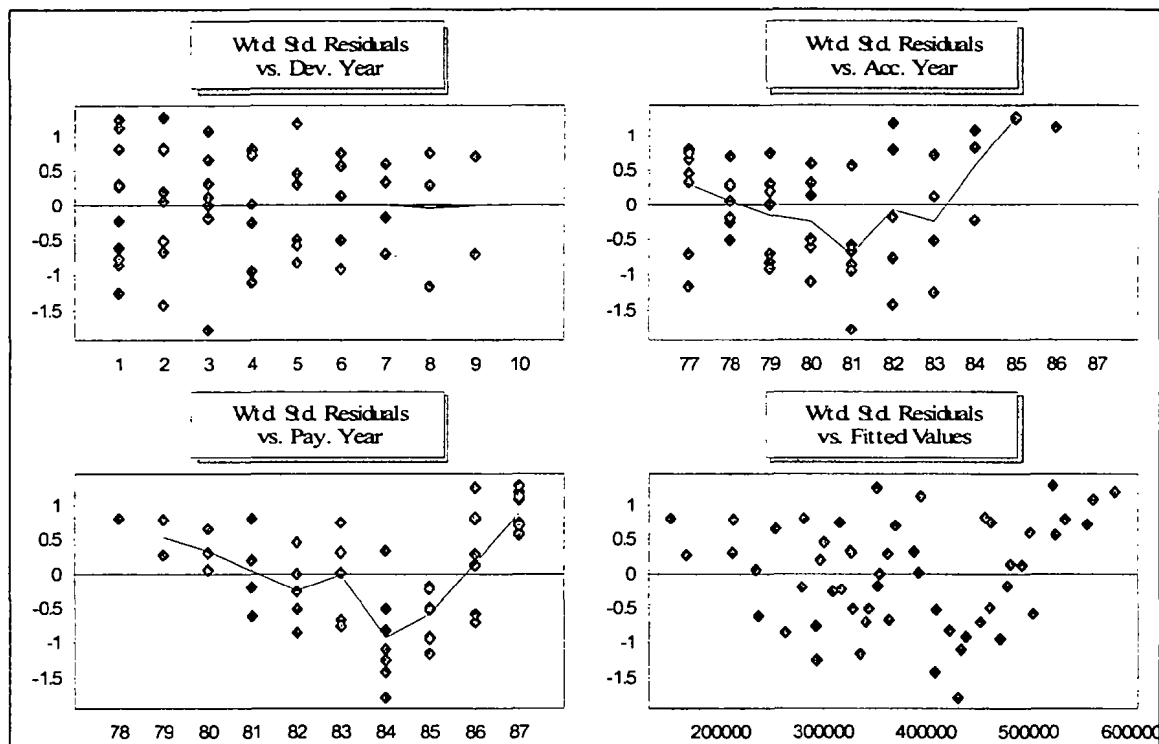 Wtd Std. Residuals
vs. Dev. Year
1
0.5
0
-0.5
-1
-1.5
1 2 3 4 5 6 7 8 9 10
Wtd Std. Residuals
vs. Acc. Year
1
0.5
0
-0.5
-1
-1.5
77 78 79 80 81 82 83 84 85 86 87
Wtd Std. Residuals
vs. Pay. Year
1
0.5
0
-0.5
-1
-1.5
78 79 80 81 82 83 84 85 86 87
Wtd Std. Residuals
vs. Fitted Values
1
0.5
0
-0.5
-1
-1.5
200000 300000 400000 500000 600000